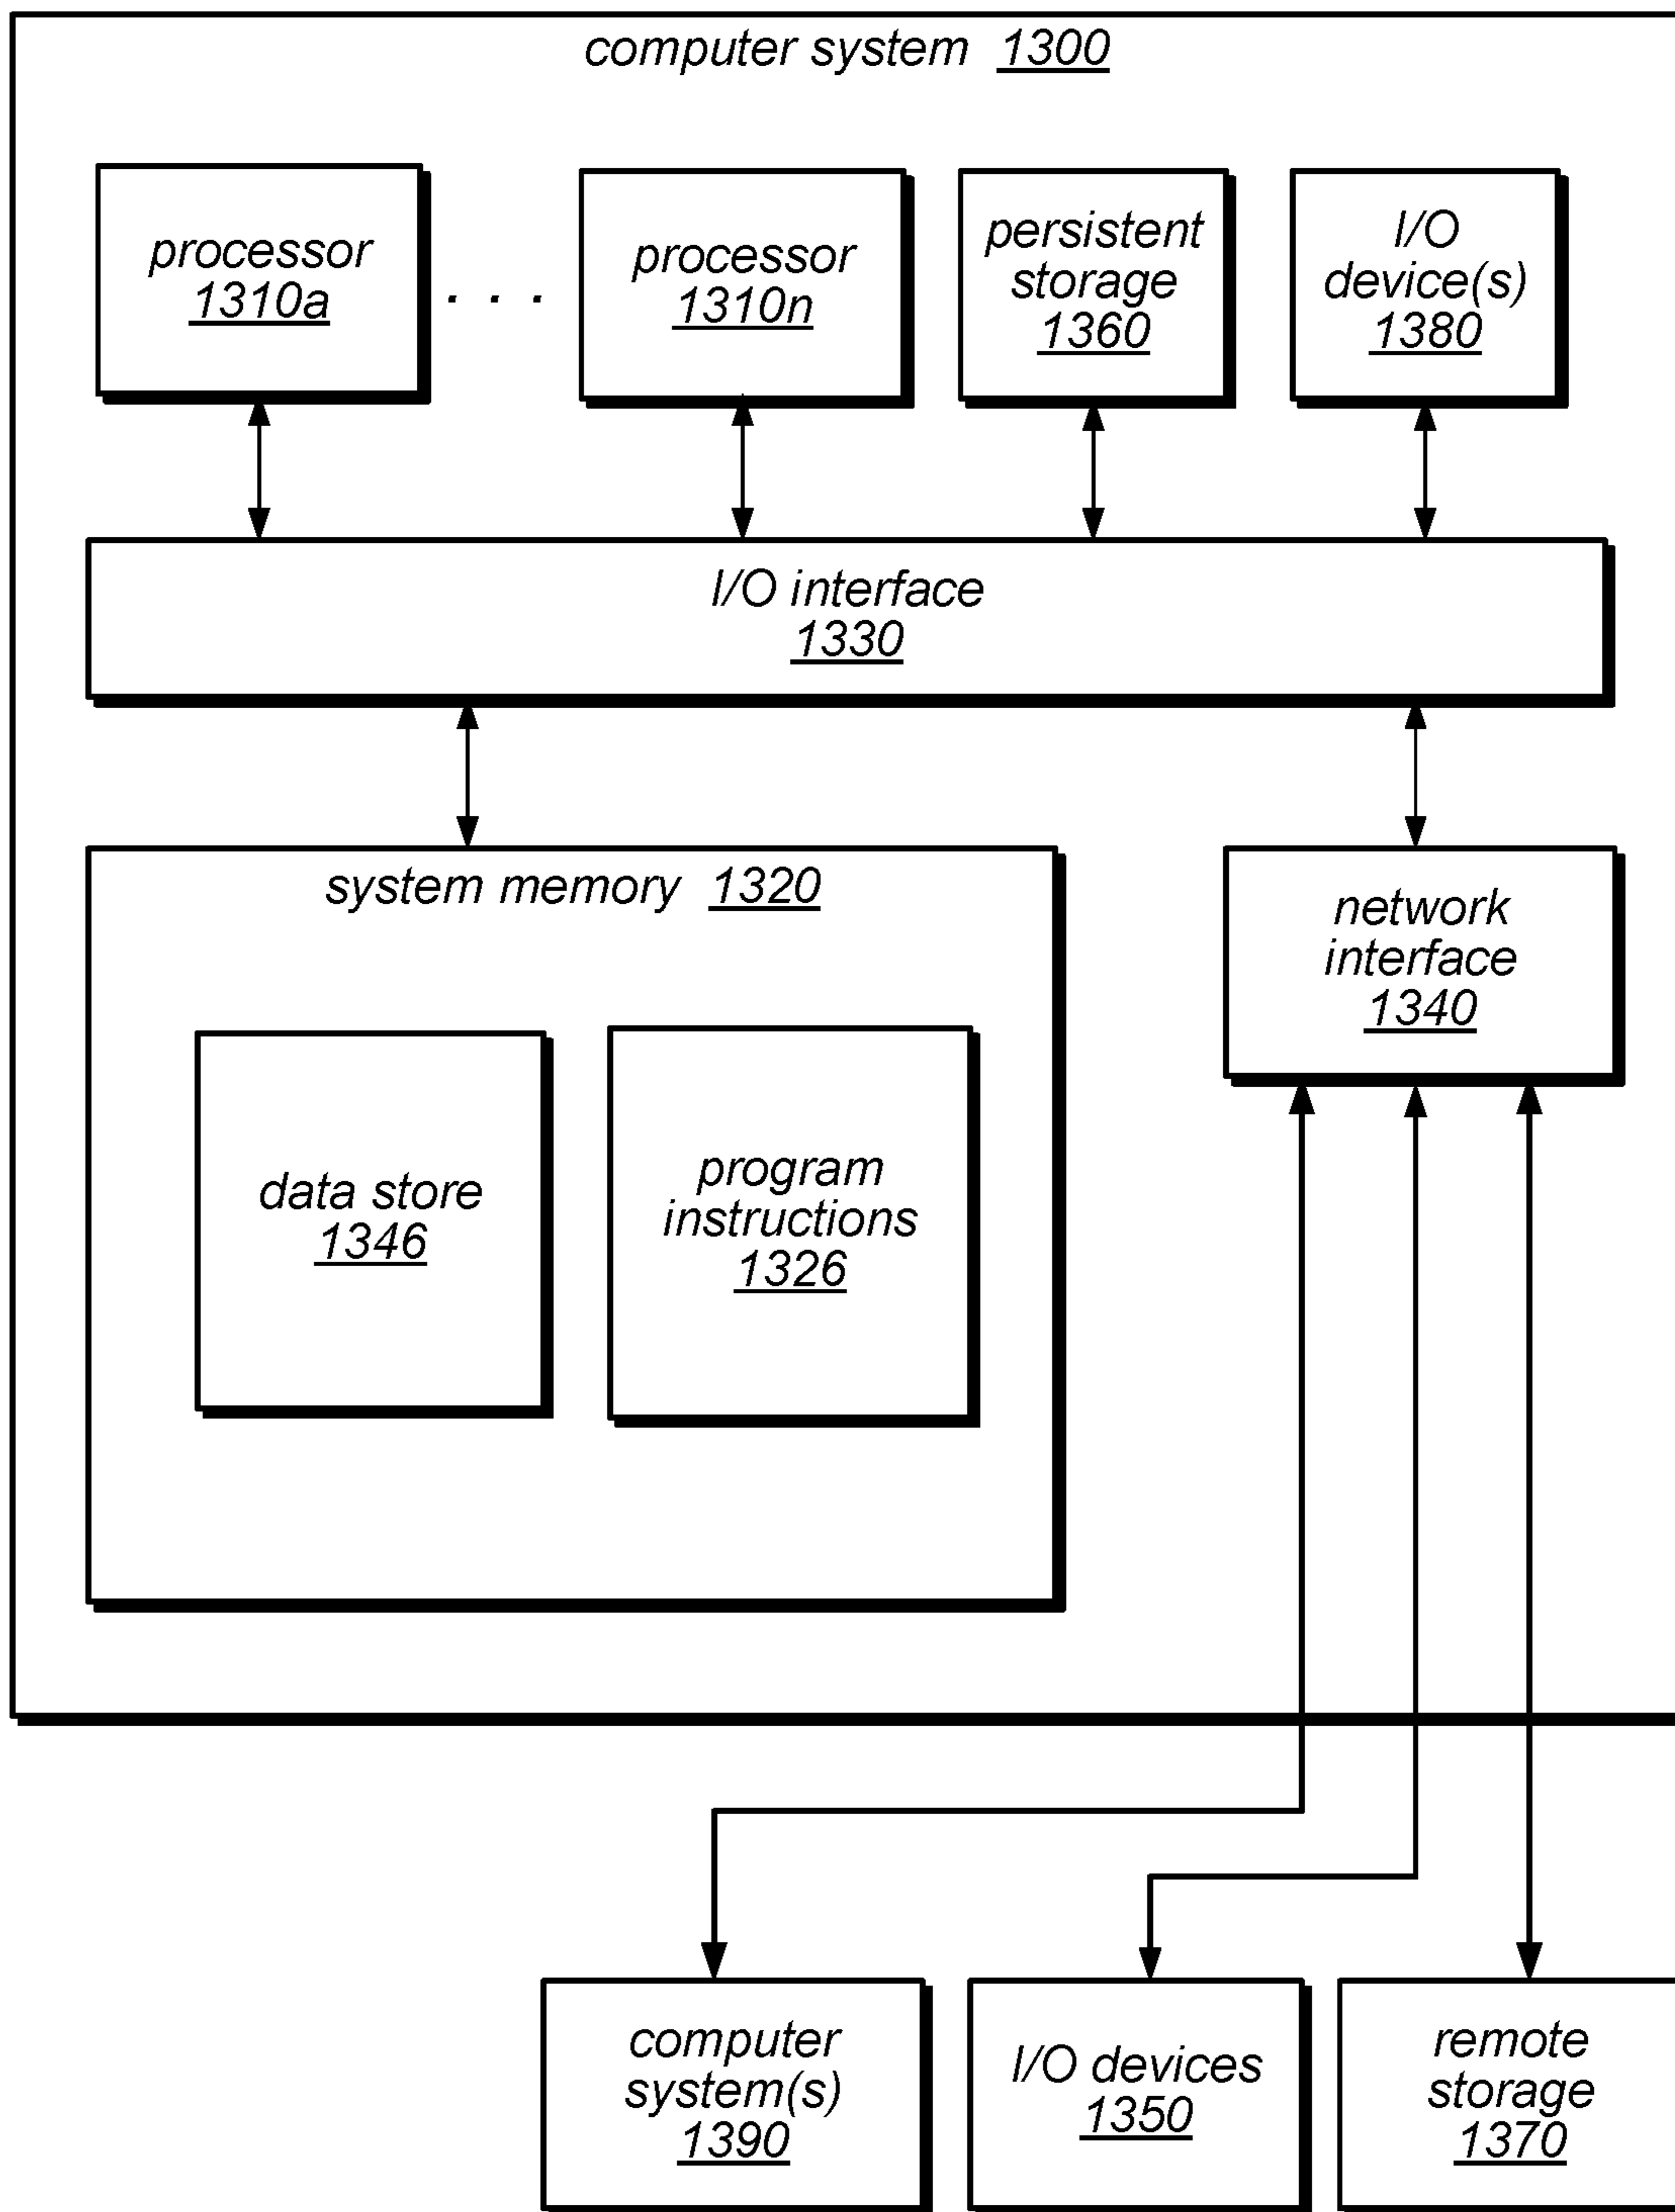 computer system 1300
processor
1310a
. . .
processor
1310n
persistent
storage
1360
I/O
device(s)
1380
I/O interface
1330
system memory 1320
network
interface
1340
data store
1346
program
instructions
1326
computer
system(s)
1390
I/O devices
1350
remote
storage
1370